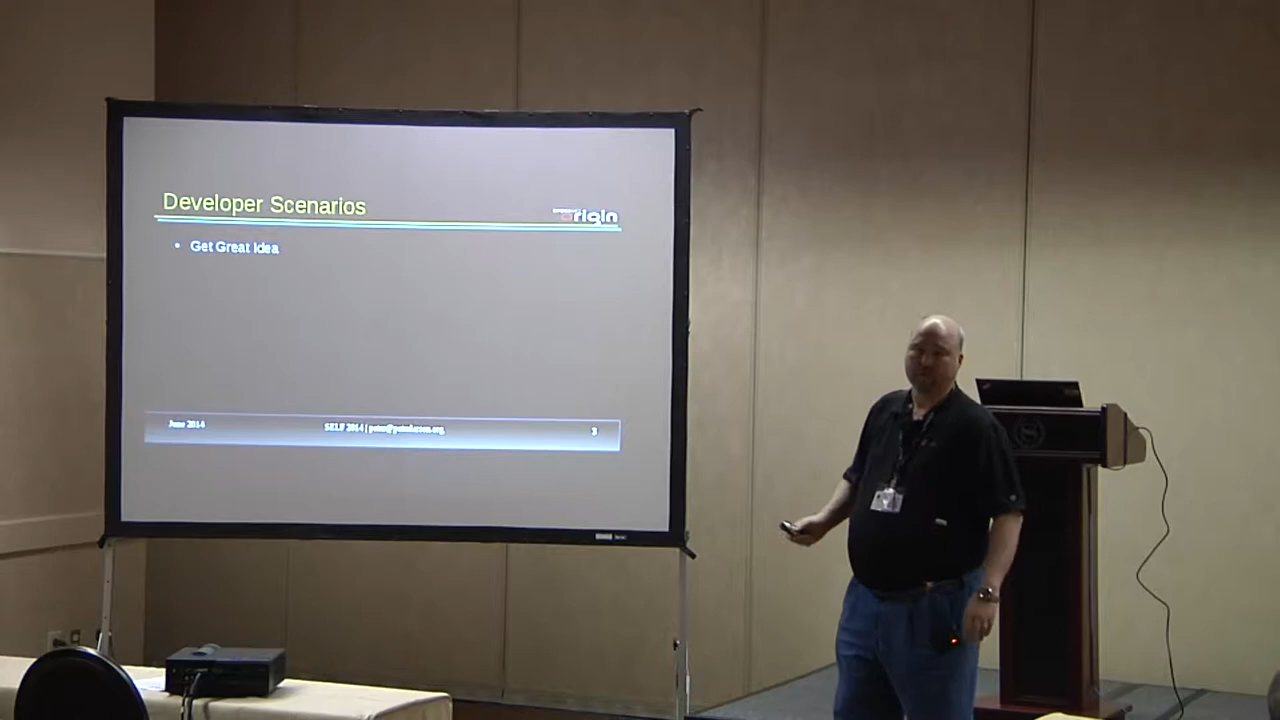 Developer Scenarios
origin
• Get Great Idea
June 2014
SELF 2014 |
3